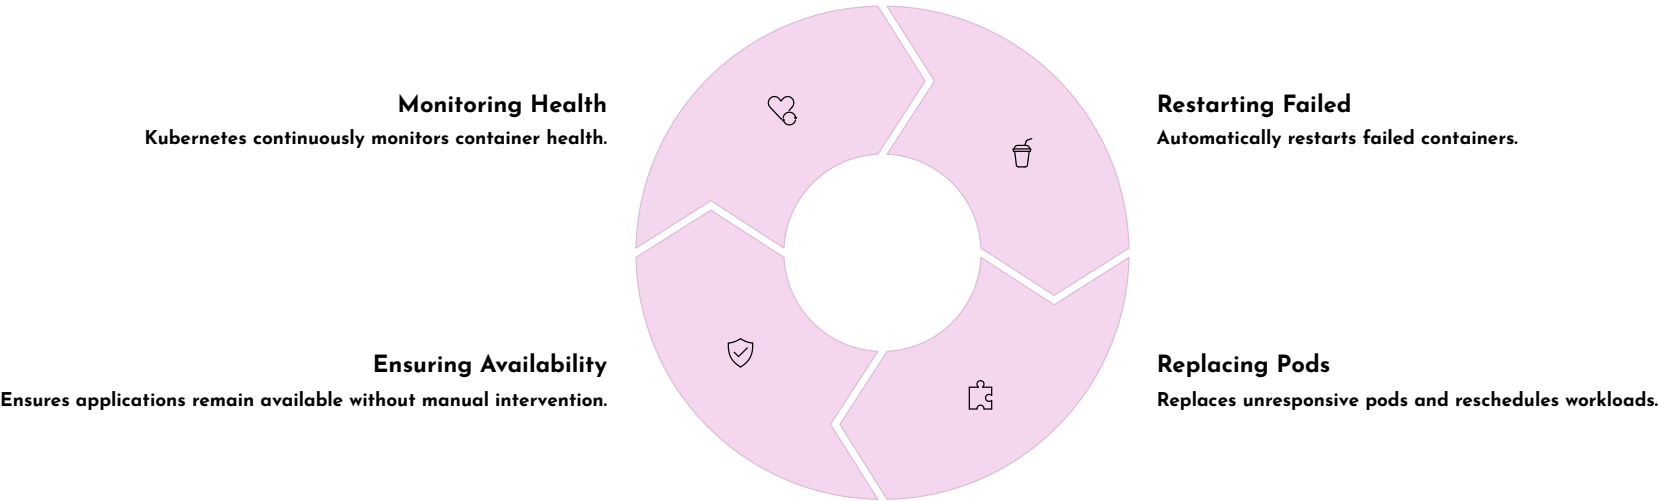 Monitoring Health
Kubernetes continuously monitors container health.
Restarting Failed
Automatically restarts failed containers.
Ensuring Availability
Ensures applications remain available without manual intervention.
Replacing Pods
Replaces unresponsive pods and reschedules workloads.